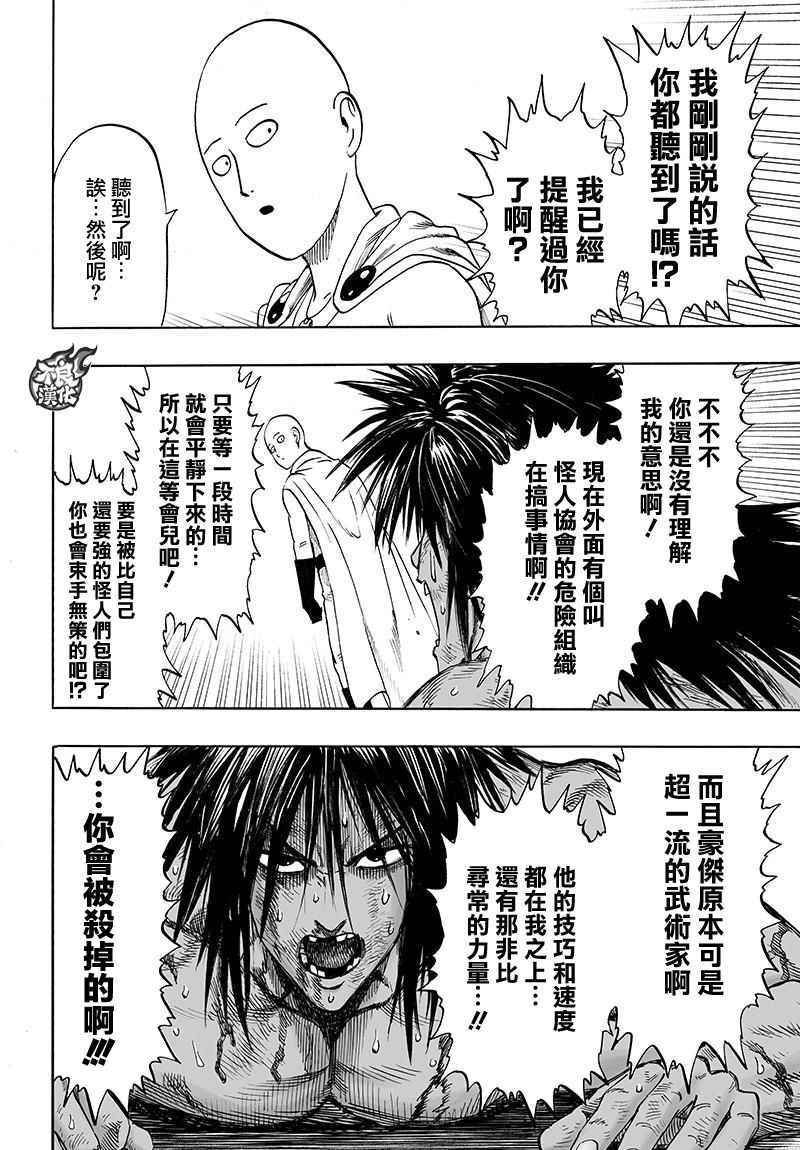 我剛剛說的話
你都聽到了嗎!?
我已經
提醒過你
了啊?
聽到了啊…
誒…然後呢?
不不不
你還是沒有理解
我的意思啊!
現在外面有個叫
怪人協會的危險組織
在搞事情啊!!
只要等一段時間
就會平靜下來的…
所以在這等會兒吧!
要是被比自己
還要強的怪人們包圍了
你也會束手無策的吧!?
不良
漢化
而且豪傑原本可是
超一流的武術家啊
他的技巧和速度
都在我之上…
還有那非比
尋常的力量…!!
…你會被殺掉的啊!!!